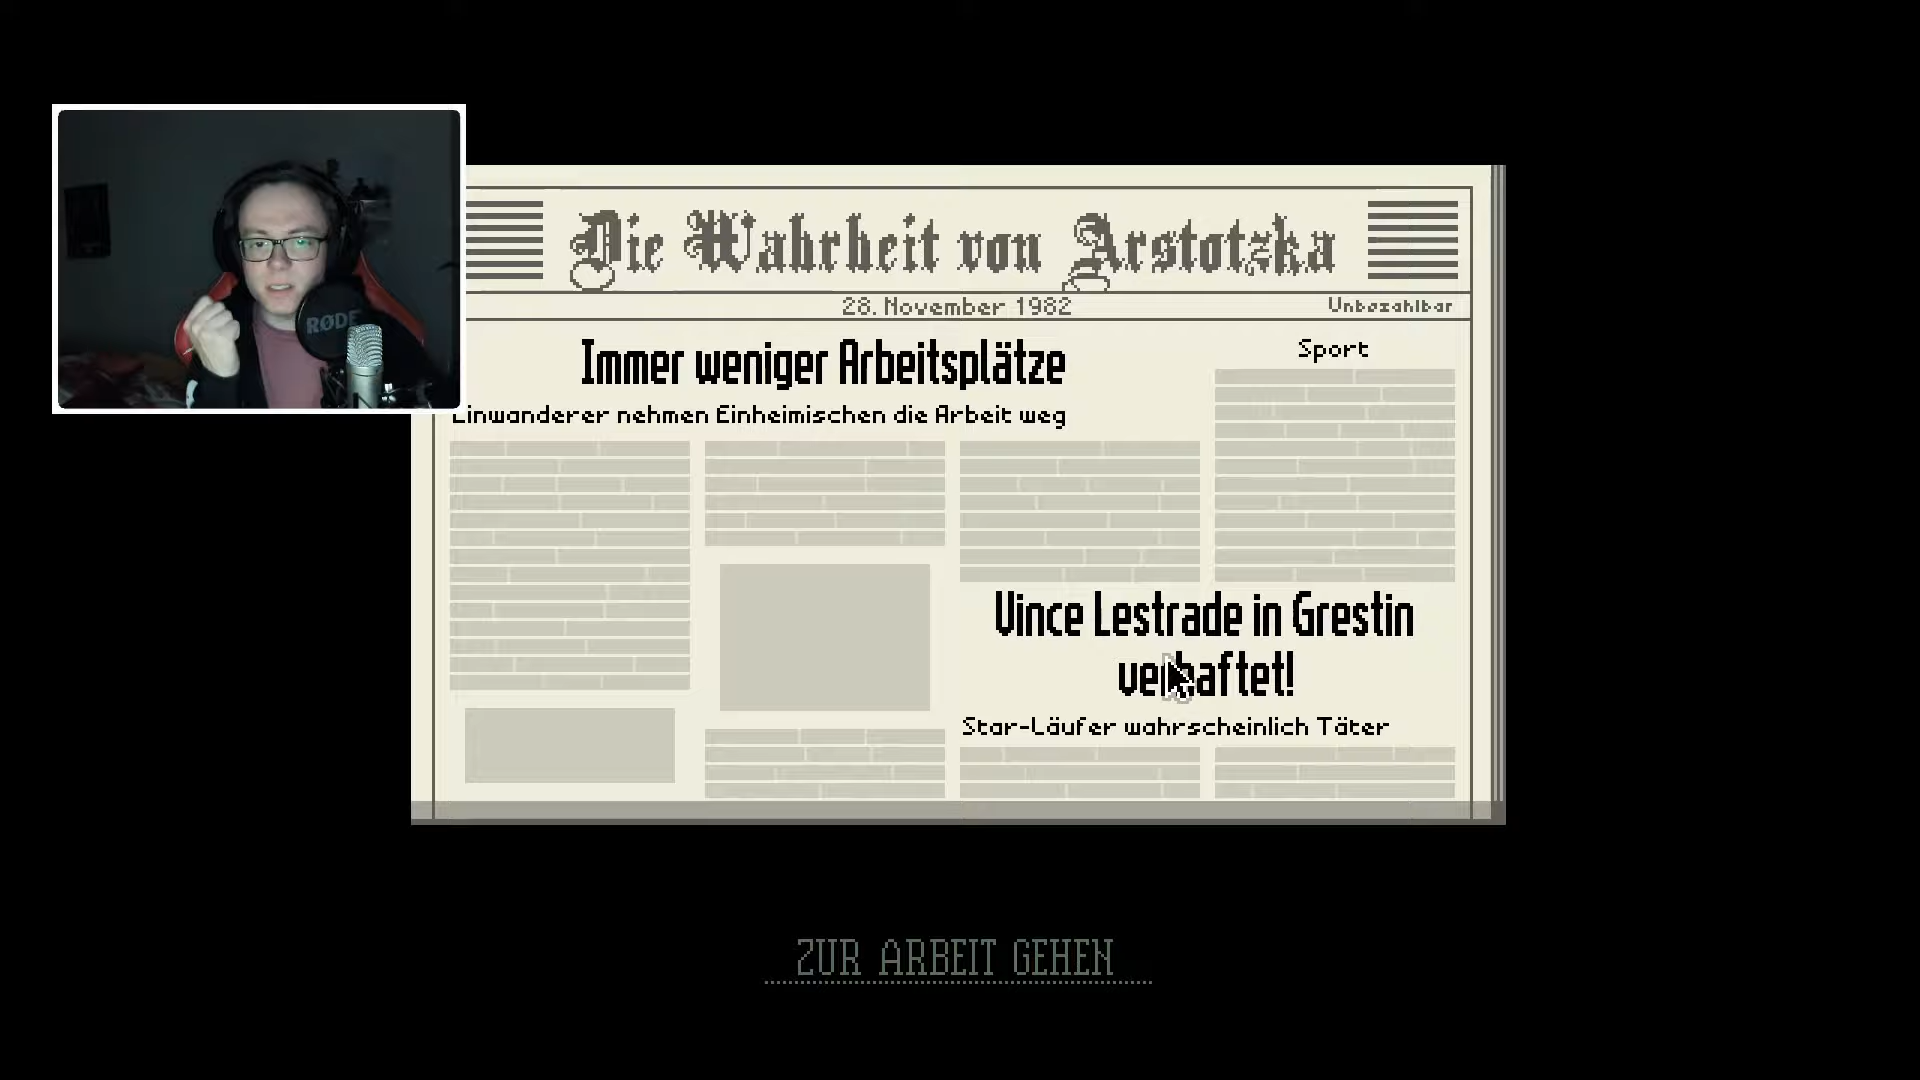 Die Wahrheit von Arstotzka
28. November 1982
Unbezahlbar
Immer weniger Arbeitsplätze
Einwanderer nehmen Einheimischen die Arbeit weg
Sport
Vince Lestrade in Grestin
verhaftet!
Star-Läufer wahrscheinlich Täter
RØDE
ZUR ARBEIT GEHEN